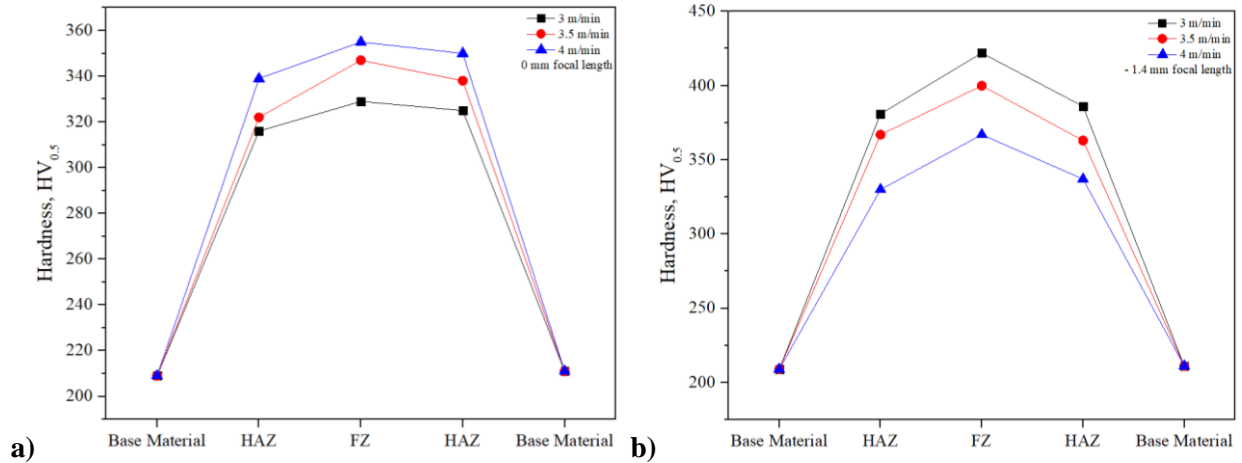 3 m/min
3.5 m/min
4 m/min
0 mm focal length
360
340
320
300
280
260
240
220
200
Hardness, HV0.5
Base Material HAZ FZ HAZ Base Material
a)
3 m/min
3.5 m/min
4 m/min
- 1.4 mm focal length
450
400
350
300
250
200
Hardness, HV0.5
Base Material HAZ FZ HAZ Base Material
b)